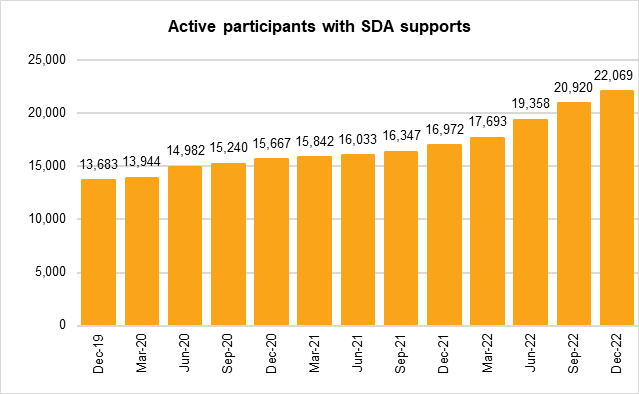 Active participants with SDA supports
25,000
20,000
15,000
10,000
5,000
0
13,683
13,944
14,982
15,240
15,667
15,842
16,033
16,347
16,972
17,693
19,358
20,920
22,069
Dec-19
Mar-20
Jun-20
Sep-20
Dec-20
Mar-21
Jun-21
Sep-21
Dec-21
Mar-22
Jun-22
Sep-22
Dec-22